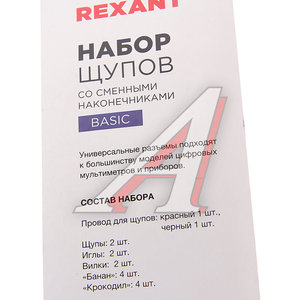 REXANT
НАБОР
ЩУПОВ
СО СМЕННЫМИ
НАКОНЕЧНИКАМИ
BASIC
Универсальные разъемы подходят
к большинству моделей цифровых
мультиметров и приборов.
СОСТАВ НАБОРА
Провод для щупов: красный 1 шт.,
черный 1 шт.
Щупы: 2 шт.
Иглы: 2 шт.
Вилки: 2 шт.
«Банан»: 4 шт.
«Крокодил»: 4 шт.